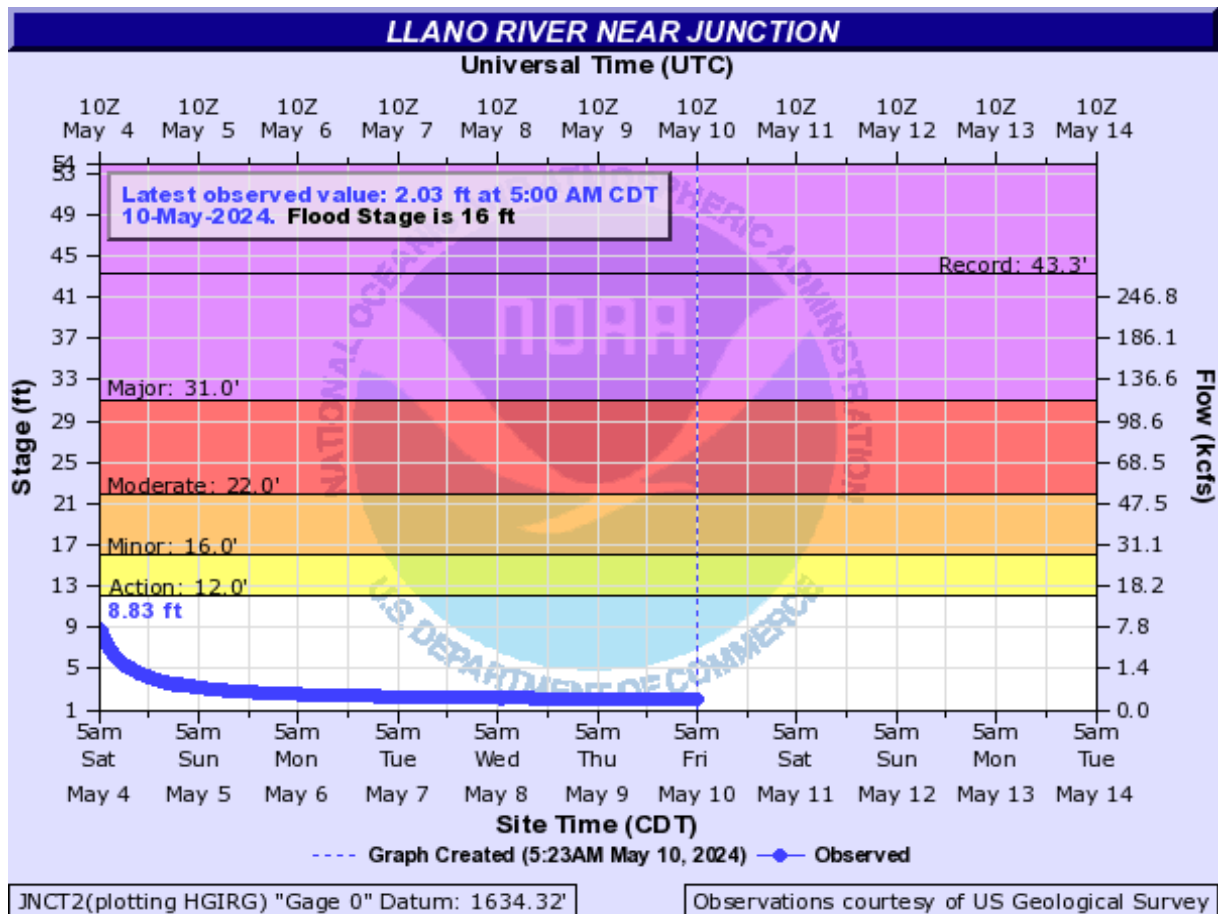 LLANO RIVER NEAR JUNCTION
Universal Time (UTC)
10Z 10Z 10Z 10Z 10Z 10Z 10Z 10Z 10Z 10Z 10Z
May 4 May 5 May 6 May 7 May 8 May 9 May 10 May 11 May 12 May 13 May 14
Latest observed value: 2.03 ft at 5:00 AM CDT
10-May-2024. Flood Stage is 16 ft
Record: 43.3'
Major: 31.0'
Moderate: 22.0'
Minor: 16.0'
Action: 12.0'
8.83 ft
Stage (ft)
54
53
49
45
41
37
33
29
25
21
17
13
9
5
1
Flow (kcfs)
246.8
186.1
136.6
98.6
68.5
47.5
31.1
18.2
7.8
1.4
0.0
NATIONAL OCEANIC ATMOSPHERIC ADMINISTRATION
NOAA
U.S. DEPARTMENT OF COMMERCE
5am 5am 5am 5am 5am 5am 5am 5am 5am 5am 5am
Sat Sun Mon Tue Wed Thu Fri Sat Sun Mon Tue
May 4 May 5 May 6 May 7 May 8 May 9 May 10 May 11 May 12 May 13 May 14
Site Time (CDT)
Graph Created (5:23AM May 10, 2024) Observed
JNCT2(plotting HGIRG) "Gage 0" Datum: 1634.32'
Observations courtesy of US Geological Survey